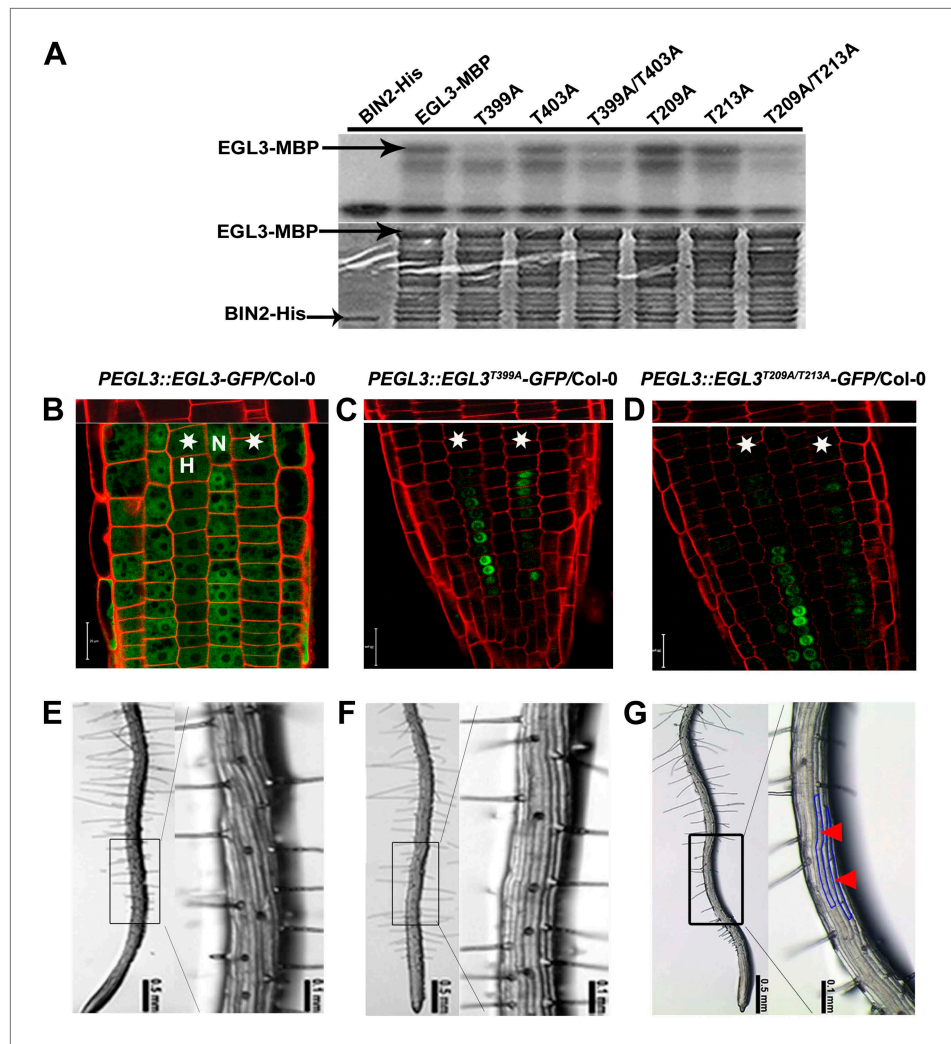 A
BIN2-His
EGL3-MBP
T399A
T403A
T399A/T403A
T209A
T213A
T209A/T213A
EGL3-MBP
EGL3-MBP
BIN2-His
PEGL3::EGL3-GFP/Col-0
PEGL3::EGL3T399A-GFP/Col-0
PEGL3::EGL3T209A/T213A-GFP/Col-0
B
N
H
C
D
E
0.5 mm
0.1 mm
F
0.5 mm
0.1 mm
G
0.5 mm
0.1 mm